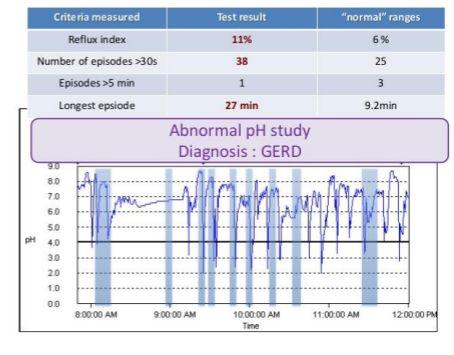 Criteria measured Test result "normal" ranges
Reflux index 11% 6 %
Number of episodes >30s 38 25
Episodes >5 min 1 3
Longest epsiode 27 min 9.2min
Abnormal pH study
Diagnosis : GERD
9.0
8.0
7.0
6.0
5.0
4.0
3.0
2.0
1.0
0.0
pH
8:00:00 AM 9:00:00 AM 10:00:00 AM 11:00:00 AM 12:00:00 PM
Time